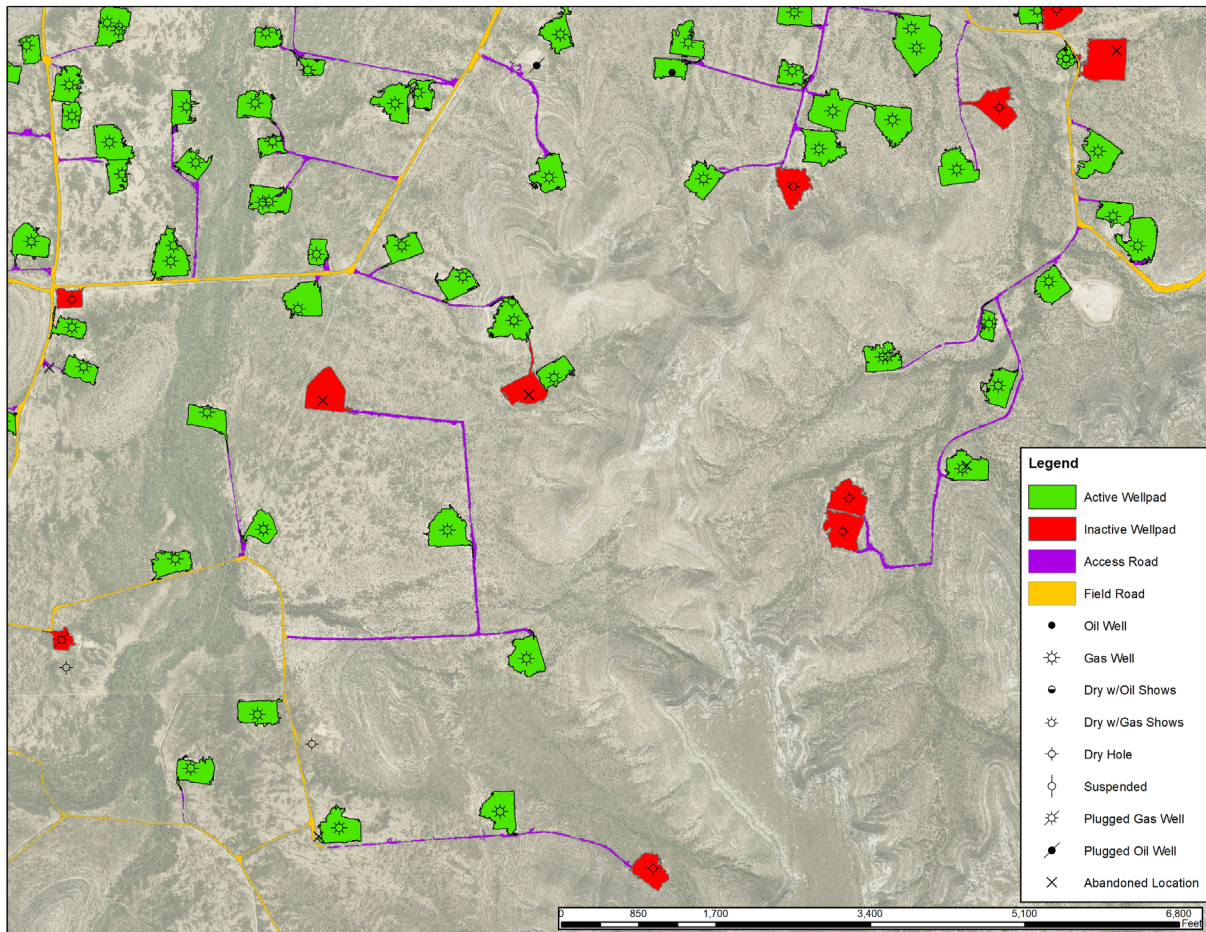 Legend
Active Wellpad
Inactive Wellpad
Access Road
Field Road
Oil Well
Gas Well
Dry w/Oil Shows
Dry w/Gas Shows
Dry Hole
Suspended
Plugged Gas Well
Plugged Oil Well
Abandoned Location
0 850 1,700 3,400 5,100 6,800
Feet